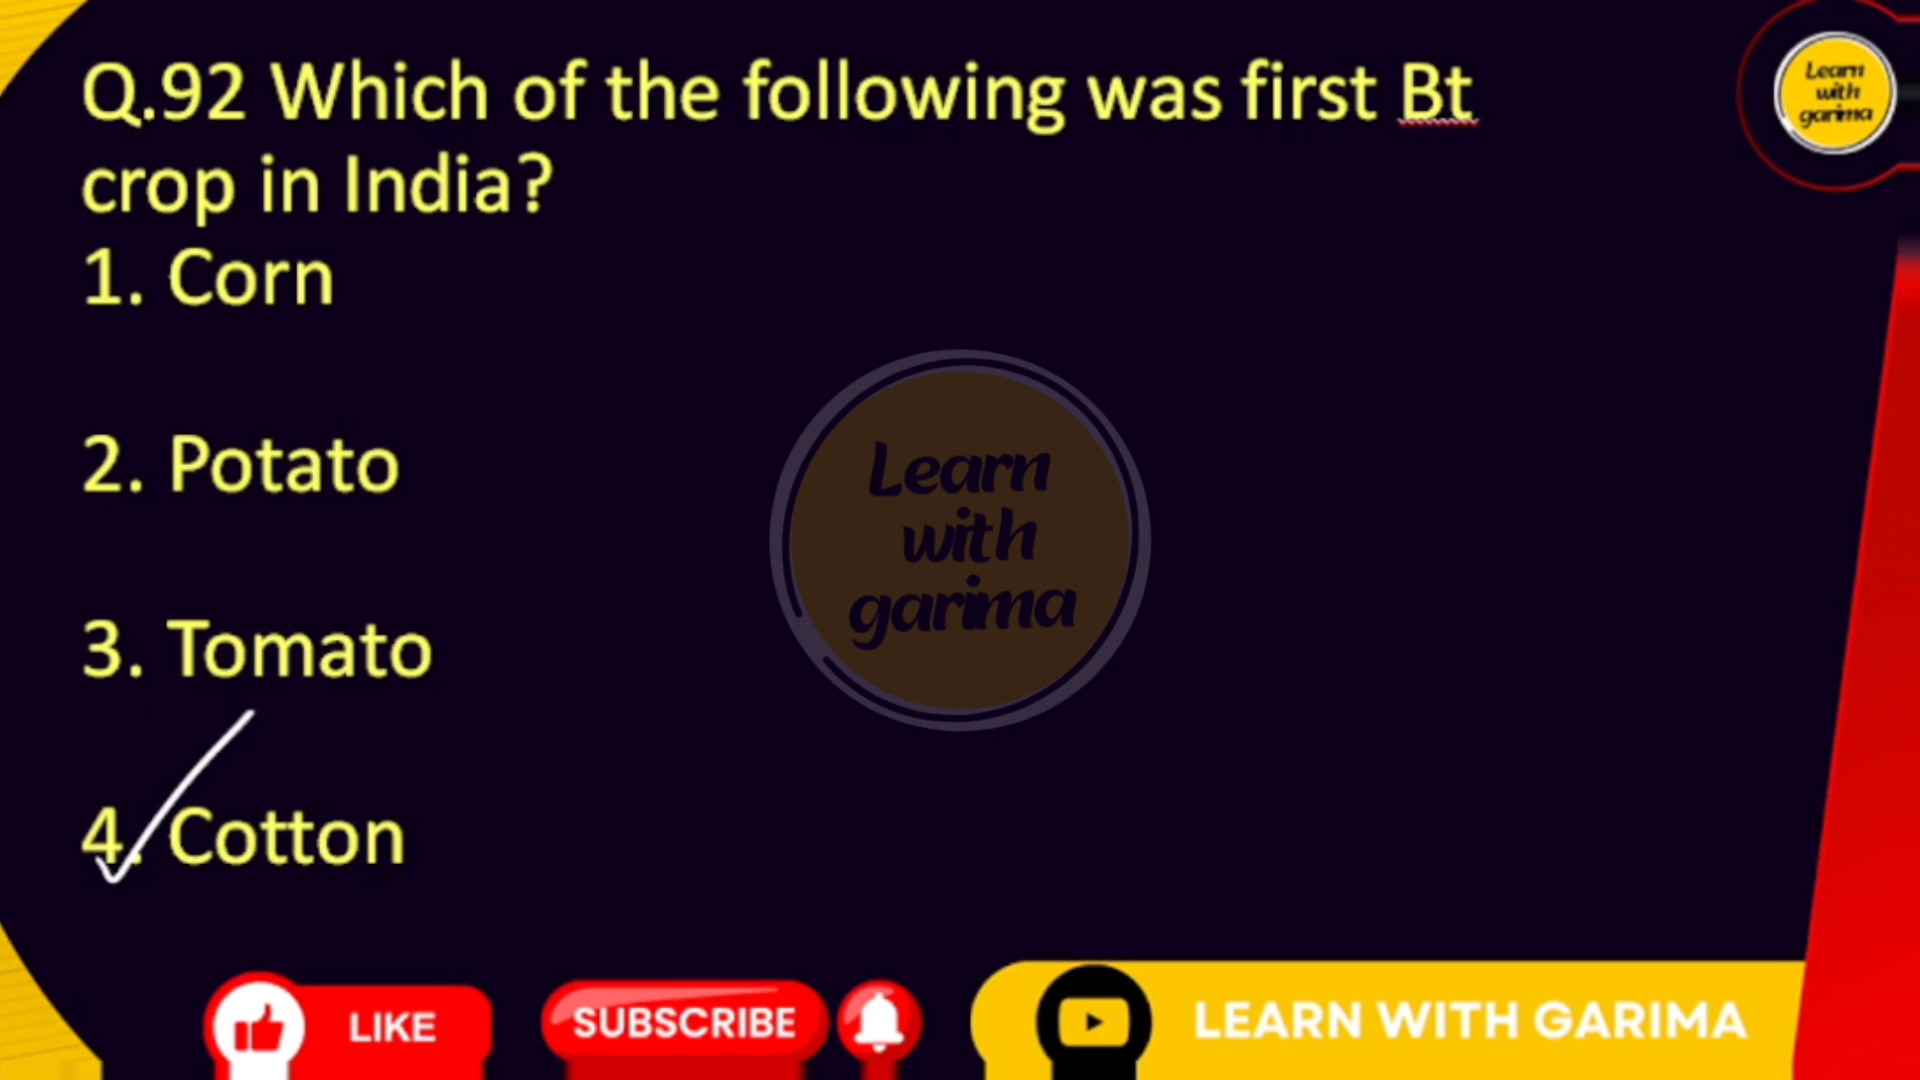 Q.92 Which of the following was first Bt
crop in India?
1. Corn
2. Potato
3. Tomato
4. Cotton
Learn
with
garima
Learn
with
garima
LIKE
SUBSCRIBE
LEARN WITH GARIMA